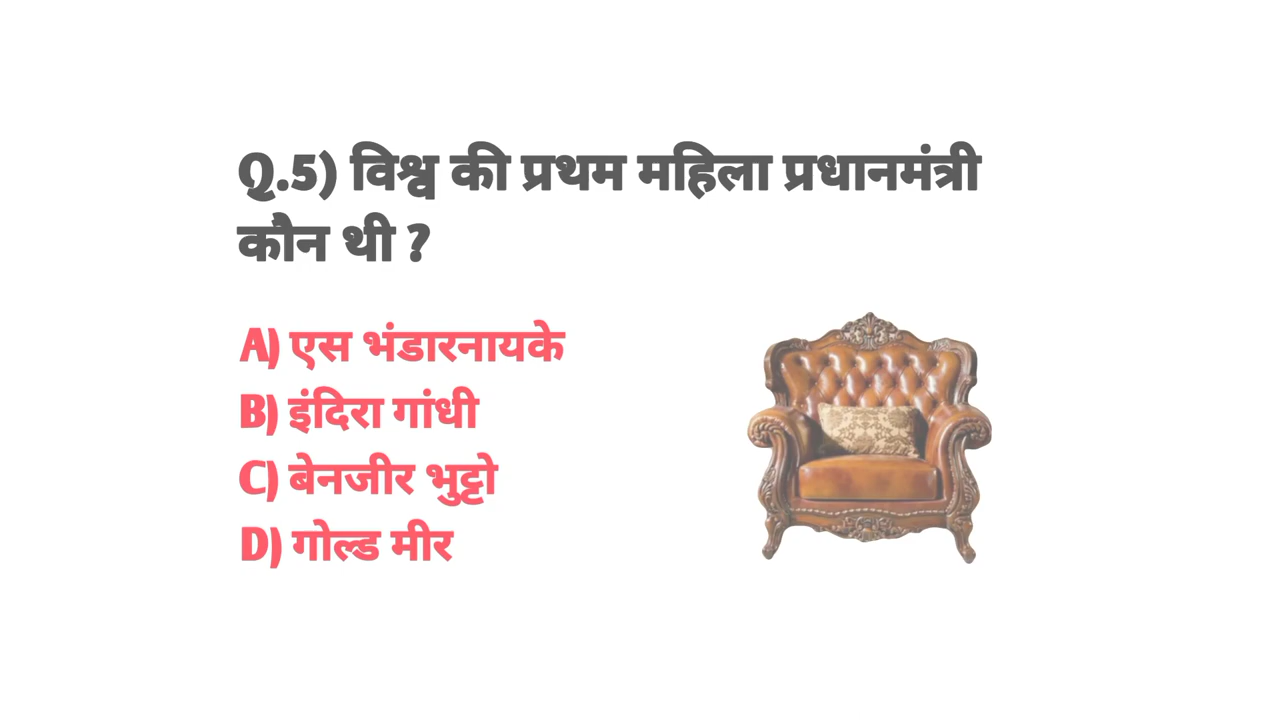 Q.5) विश्व की प्रथम महिला प्रधानमंत्री
कौन थी ?
A) एस भंडारनायके
B) इंदिरा गांधी
C) बेनजीर भुट्टो
D) गोल्ड मीर